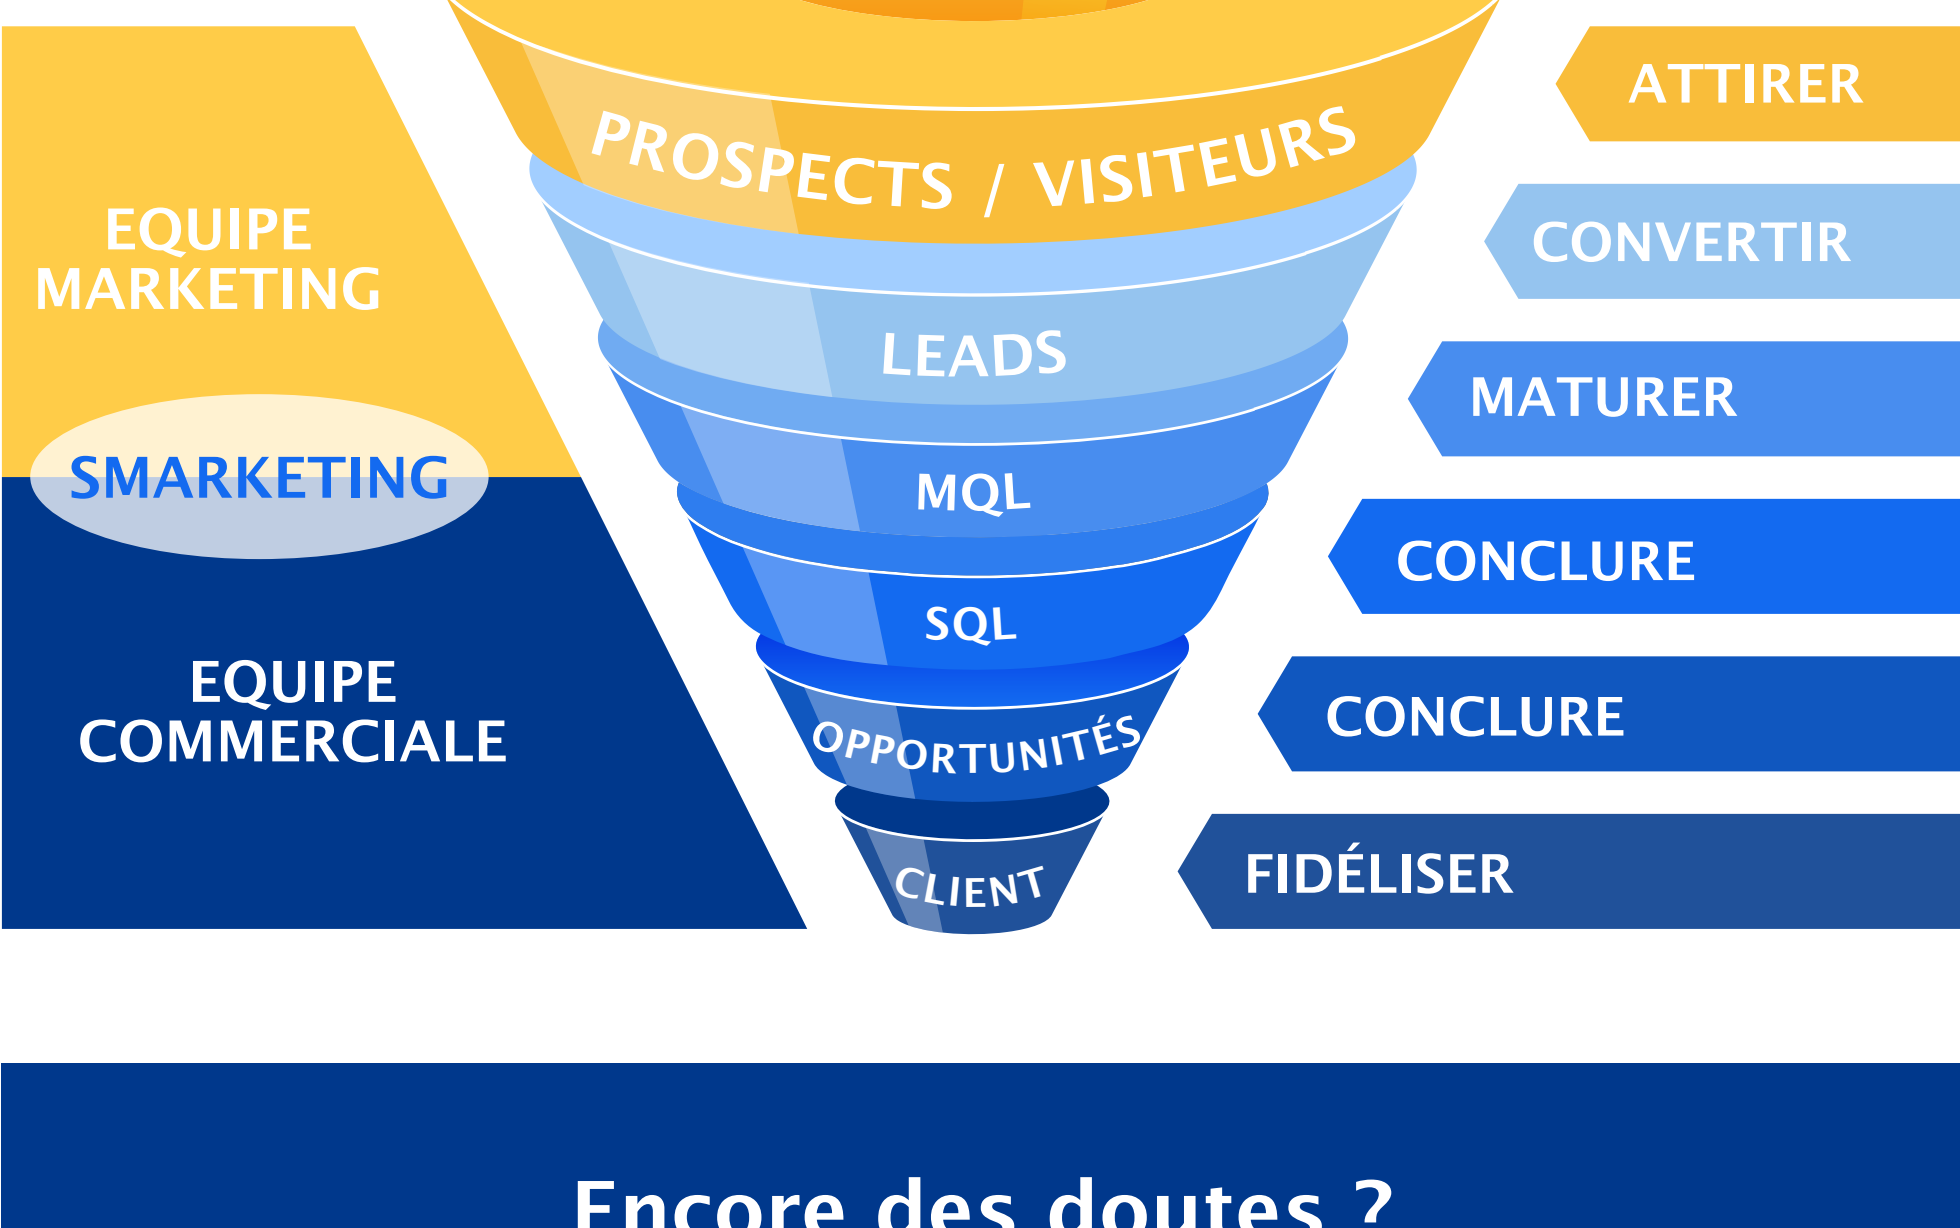 EQUIPE
MARKETING
SMARKETING
EQUIPE
COMMERCIALE
PROSPECTS / VISITEURS
LEADS
MQL
SQL
OPPORTUNITÉS
CLIENT
ATTIRER
CONVERTIR
MATURER
CONCLURE
CONCLURE
FIDÉLISER
Encore des doutes ?